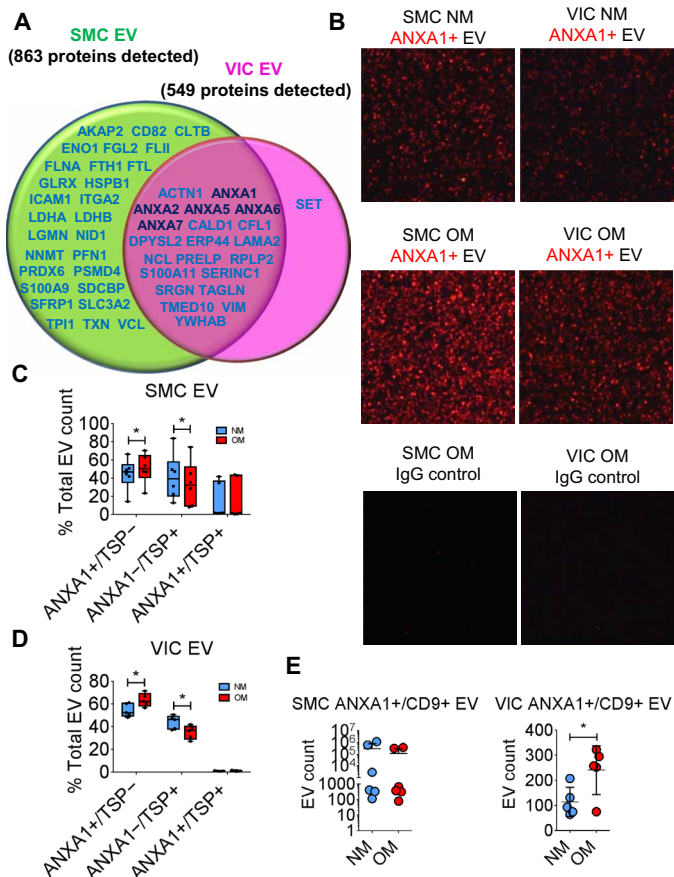 A
SMC EV
(863 proteins detected)
VIC EV
(549 proteins detected)
AKAP2 CD82 CLTB
ENO1 FGL2 FLII
FLNA FTH1 FTL
GLRX HSPB1
ICAM1 ITGA2
LDHA LDHB
LGMN NID1
NNMT PFN1
PRDX6 PSMD4
S100A9 SDCBP
SFRP1 SLC3A2
TPI1 TXN VCL
ACTN1 ANXA1
ANXA2 ANXA5 ANXA6
ANXA7 CALD1 CFL1
DPYSL2 ERP44 LAMA2
NCL PRELP RPLP2
S100A11 SERINC1
SRGN TAGLN
TMED10 VIM
YWHAB
SET
B
SMC NM
ANXA1+ EV
VIC NM
ANXA1+ EV
SMC OM
ANXA1+ EV
VIC OM
ANXA1+ EV
SMC OM
IgG control
VIC OM
IgG control
C
SMC EV
% Total EV count
100
80
60
40
20
0
*
*
NM
OM
ANXA1+/TSP−
ANXA1−/TSP+
ANXA1+/TSP+
D
VIC EV
% Total EV count
80
60
40
20
0
*
*
NM
OM
ANXA1+/TSP−
ANXA1−/TSP+
ANXA1+/TSP+
E
SMC ANXA1+/CD9+ EV
EV count
10⁷
10⁶
10⁵
10⁴
1000
100
10
1
NM
OM
VIC ANXA1+/CD9+ EV
EV count
400
300
200
100
0
*
NM
OM